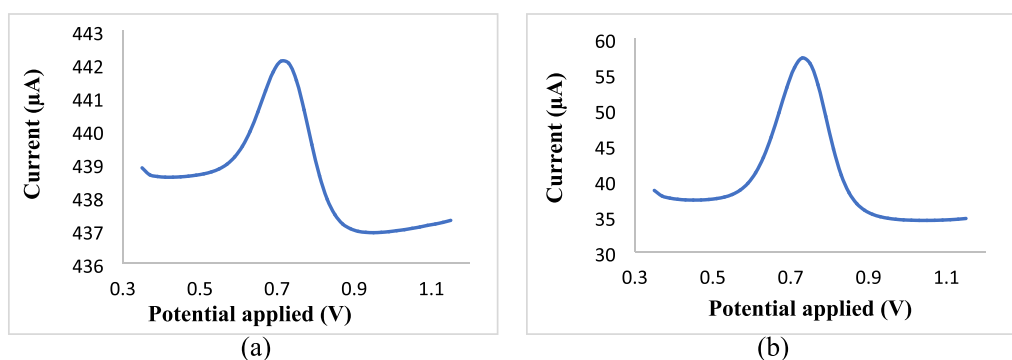 443
442
441
440
439
438
437
436
Current (μA)
0.3 0.5 0.7 0.9 1.1
Potential applied (V)
(a)
60
55
50
45
40
35
30
Current (μA)
0.3 0.5 0.7 0.9 1.1
Potential applied (V)
(b)